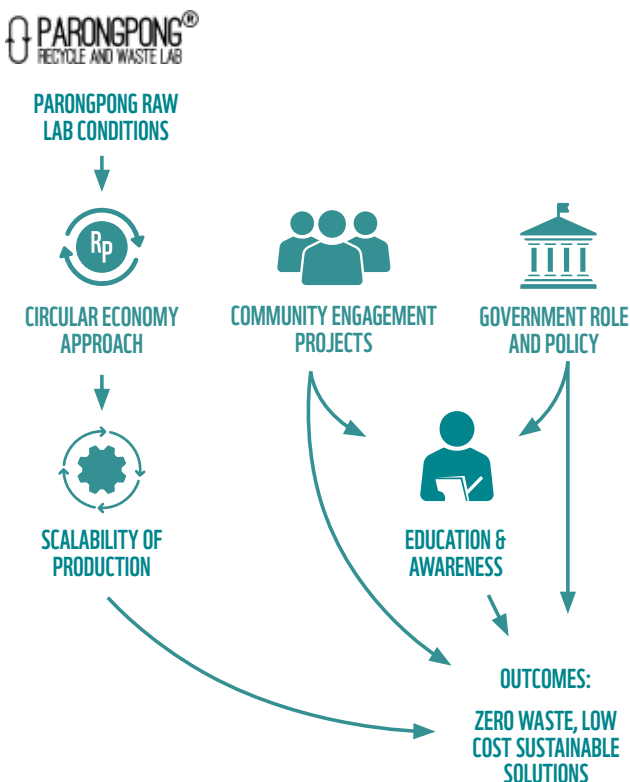 PARONGPONG®
RECYCLE AND WASTE LAB
PARONGPONG RAW
LAB CONDITIONS
Rp
CIRCULAR ECONOMY
APPROACH
COMMUNITY ENGAGEMENT
PROJECTS
GOVERNMENT ROLE
AND POLICY
SCALABILITY OF
PRODUCTION
EDUCATION &
AWARENESS
OUTCOMES:
ZERO WASTE, LOW
COST SUSTAINABLE
SOLUTIONS